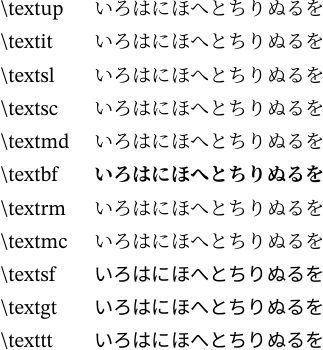 \textup いろはにほへとちりぬるを
\textit いろはにほへとちりぬるを
\textsl いろはにほへとちりぬるを
\textsc いろはにほへとちりぬるを
\textmd いろはにほへとちりぬるを
\textbf いろはにほへとちりぬるを
\textrm いろはにほへとちりぬるを
\textmc いろはにほへとちりぬるを
\textsf いろはにほへとちりぬるを
\textgt いろはにほへとちりぬるを
\texttt いろはにほへとちりぬるを